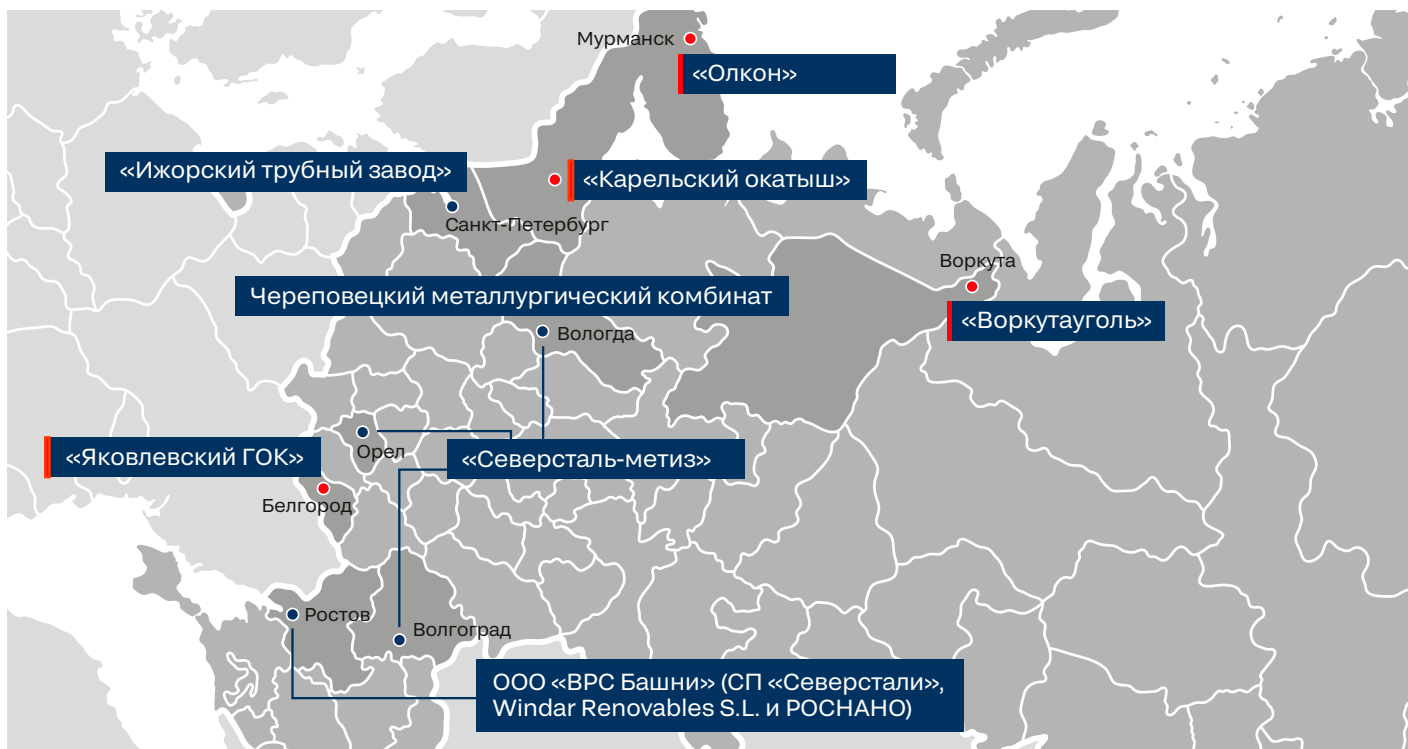 Мурманск
«Олкон»
«Ижорский трубный завод»
«Карельский окатыш»
Санкт-Петербург
Воркута
Череповецкий металлургический комбинат
«Воркутауголь»
Вологда
«Яковлевский ГОК»
Орел
«Северсталь-метиз»
Белгород
Ростов
Волгоград
ООО «ВРС Башни» (СП «Северстали»,
Windar Renovables S.L. и РОСНАНО)